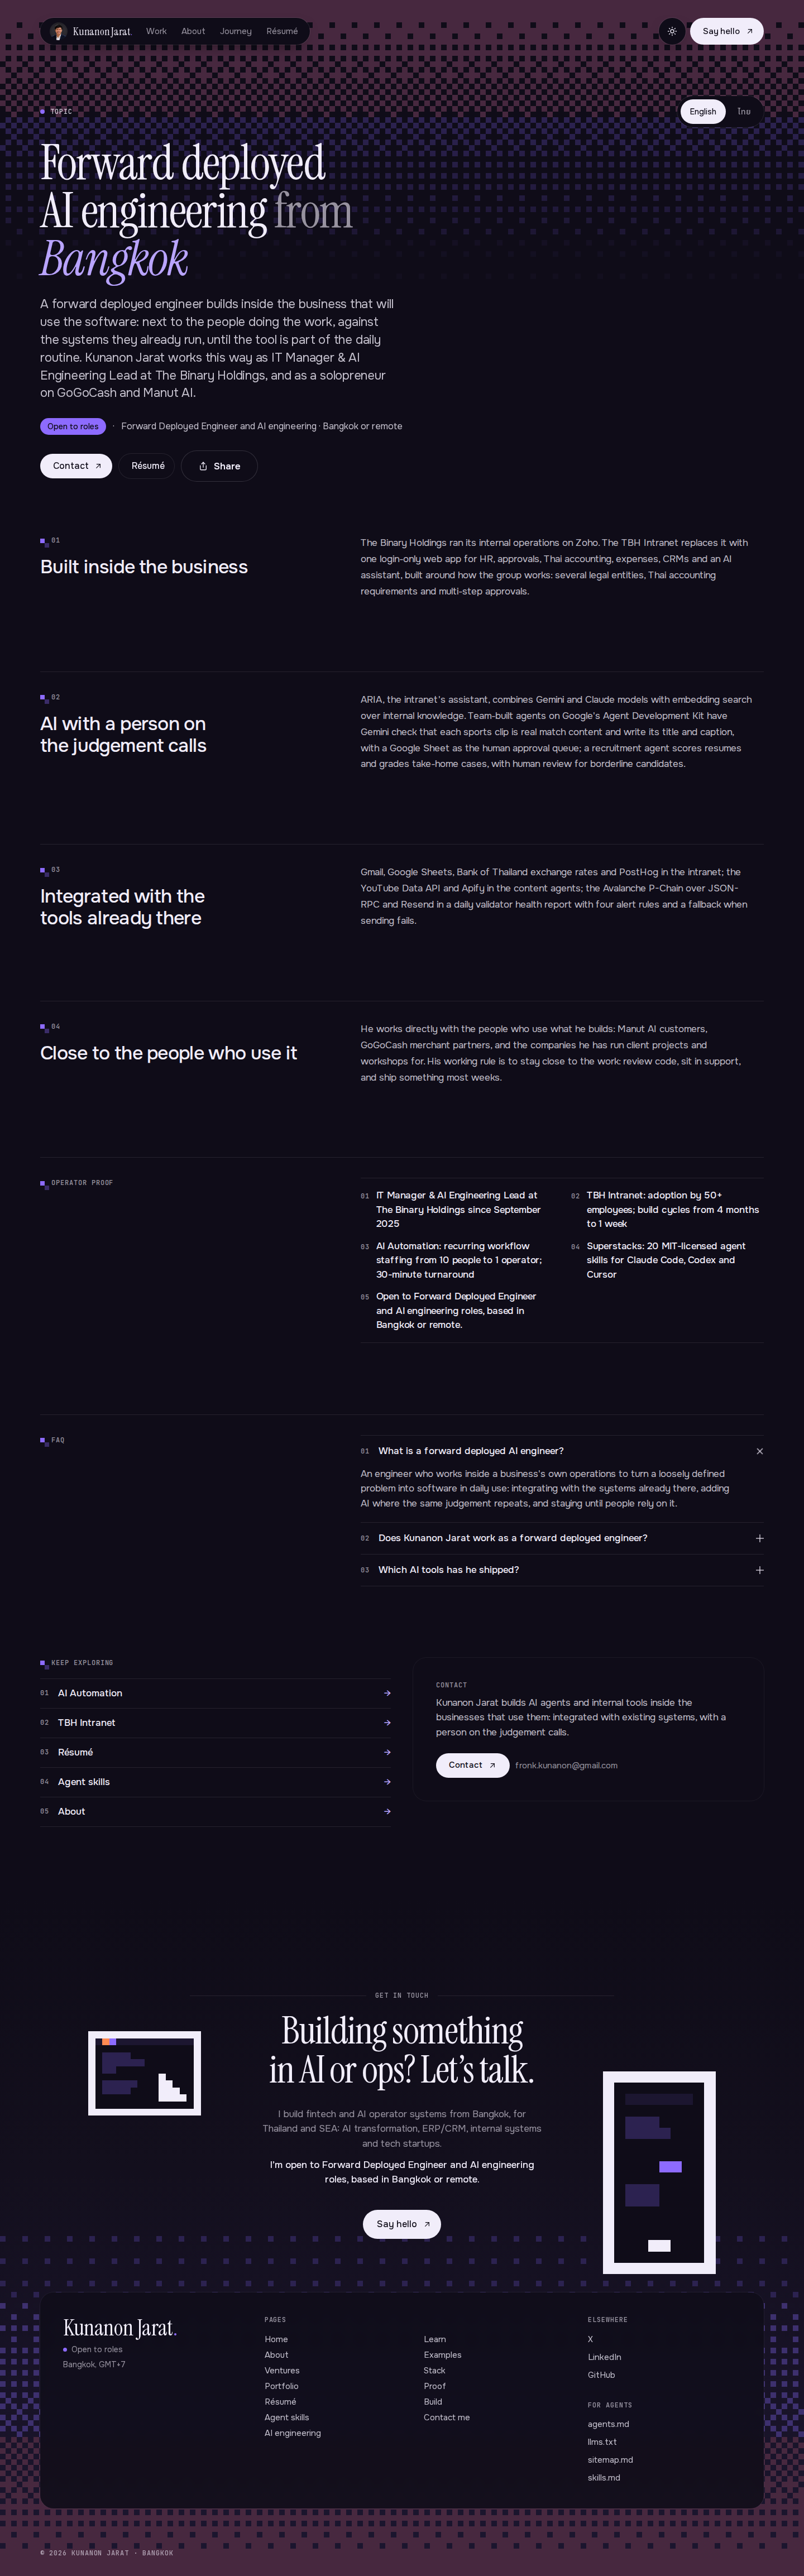 Kunanon Jarat.
Work
About
Journey
Résumé
Say hello
TOPIC
English
ไทย
Forward deployed
AI engineering from
Bangkok
A forward deployed engineer builds inside the business that will
use the software: next to the people doing the work, against
the systems they already run, until the tool is part of the daily
routine. Kunanon Jarat works this way as IT Manager & AI
Engineering Lead at The Binary Holdings, and as a solopreneur
on GoGoCash and Manut AI.
Open to roles · Forward Deployed Engineer and AI engineering · Bangkok or remote
Contact
Résumé
Share
01
Built inside the business
The Binary Holdings ran its internal operations on Zoho. The TBH Intranet replaces it with
one login-only web app for HR, approvals, Thai accounting, expenses, CRMs and an AI
assistant, built around how the group works: several legal entities, Thai accounting
requirements and multi-step approvals.
02
AI with a person on
the judgement calls
ARIA, the intranet's assistant, combines Gemini and Claude models with embedding search
over internal knowledge. Team-built agents on Google's Agent Development Kit have
Gemini check that each sports clip is real match content and write its title and caption,
with a Google Sheet as the human approval queue; a recruitment agent scores resumes
and grades take-home cases, with human review for borderline candidates.
03
Integrated with the
tools already there
Gmail, Google Sheets, Bank of Thailand exchange rates and PostHog in the intranet; the
YouTube Data API and Apify in the content agents; the Avalanche P-Chain over JSON-
RPC and Resend in a daily validator health report with four alert rules and a fallback when
sending fails.
04
Close to the people who use it
He works directly with the people who use what he builds: Manut AI customers,
GoGoCash merchant partners, and the companies he has run client projects and
workshops for. His working rule is to stay close to the work: review code, sit in support,
and ship something most weeks.
OPERATOR PROOF
01 IT Manager & AI Engineering Lead at
The Binary Holdings since September
2025
02 TBH Intranet: adoption by 50+
employees; build cycles from 4 months
to 1 week
03 AI Automation: recurring workflow
staffing from 10 people to 1 operator;
30-minute turnaround
04 Superstacks: 20 MIT-licensed agent
skills for Claude Code, Codex and
Cursor
05 Open to Forward Deployed Engineer
and AI engineering roles, based in
Bangkok or remote.
FAQ
01 What is a forward deployed AI engineer?
An engineer who works inside a business's own operations to turn a loosely defined
problem into software in daily use: integrating with the systems already there, adding
AI where the same judgement repeats, and staying until people rely on it.
02 Does Kunanon Jarat work as a forward deployed engineer?
03 Which AI tools has he shipped?
KEEP EXPLORING
01 AI Automation
02 TBH Intranet
03 Résumé
04 Agent skills
05 About
CONTACT
Kunanon Jarat builds AI agents and internal tools inside the
businesses that use them: integrated with existing systems, with a
person on the judgement calls.
Contact
fronk.kunanon@gmail.com
GET IN TOUCH
Building something
in AI or ops? Let's talk.
I build fintech and AI operator systems from Bangkok, for
Thailand and SEA: AI transformation, ERP/CRM, internal systems
and tech startups.
I'm open to Forward Deployed Engineer and AI engineering
roles, based in Bangkok or remote.
Say hello
Kunanon Jarat.
Open to roles
Bangkok, GMT+7
PAGES
Home
About
Ventures
Portfolio
Résumé
Agent skills
AI engineering
Learn
Examples
Stack
Proof
Build
Contact me
ELSEWHERE
X
LinkedIn
GitHub
FOR AGENTS
agents.md
llms.txt
sitemap.md
skills.md
© 2026 KUNANON JARAT · BANGKOK